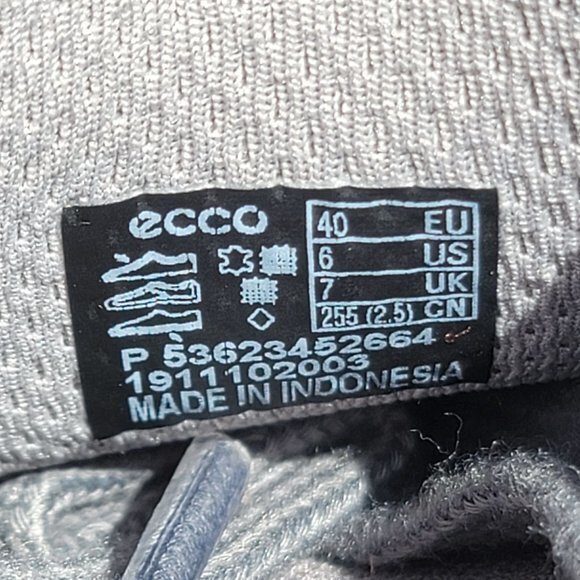 ecco
40 EU
6 US
7 UK
255 (2.5) CN
P 53623452664
1911102003
MADE IN INDONESIA